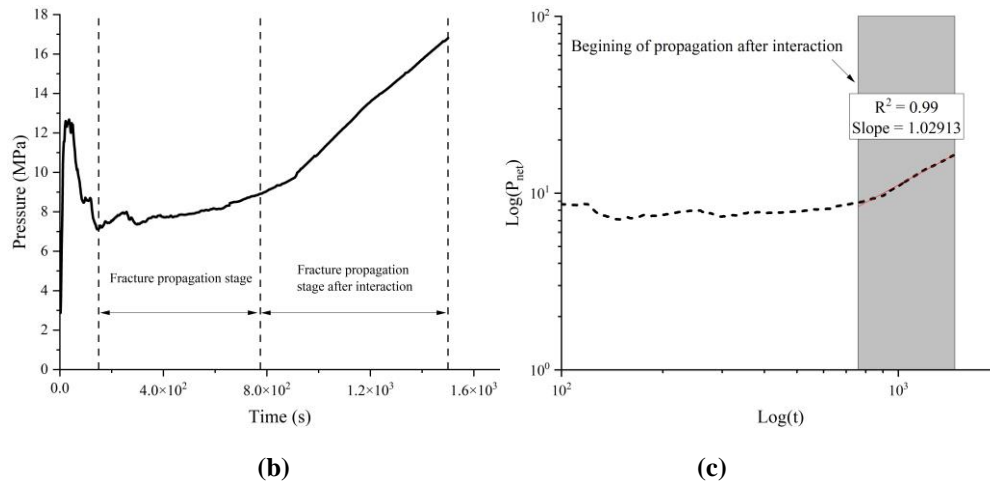 18
16
14
12
10
8
6
4
2
0
Pressure (MPa)
Fracture propagation stage
Fracture propagation
stage after interaction
0.0
4.0×10²
8.0×10²
1.2×10³
1.6×10³
Time (s)
(b)
10²
10¹
10⁰
Log(Pnet)
Begining of propagation after interaction
R² = 0.99
Slope = 1.02913
10²
10³
Log(t)
(c)